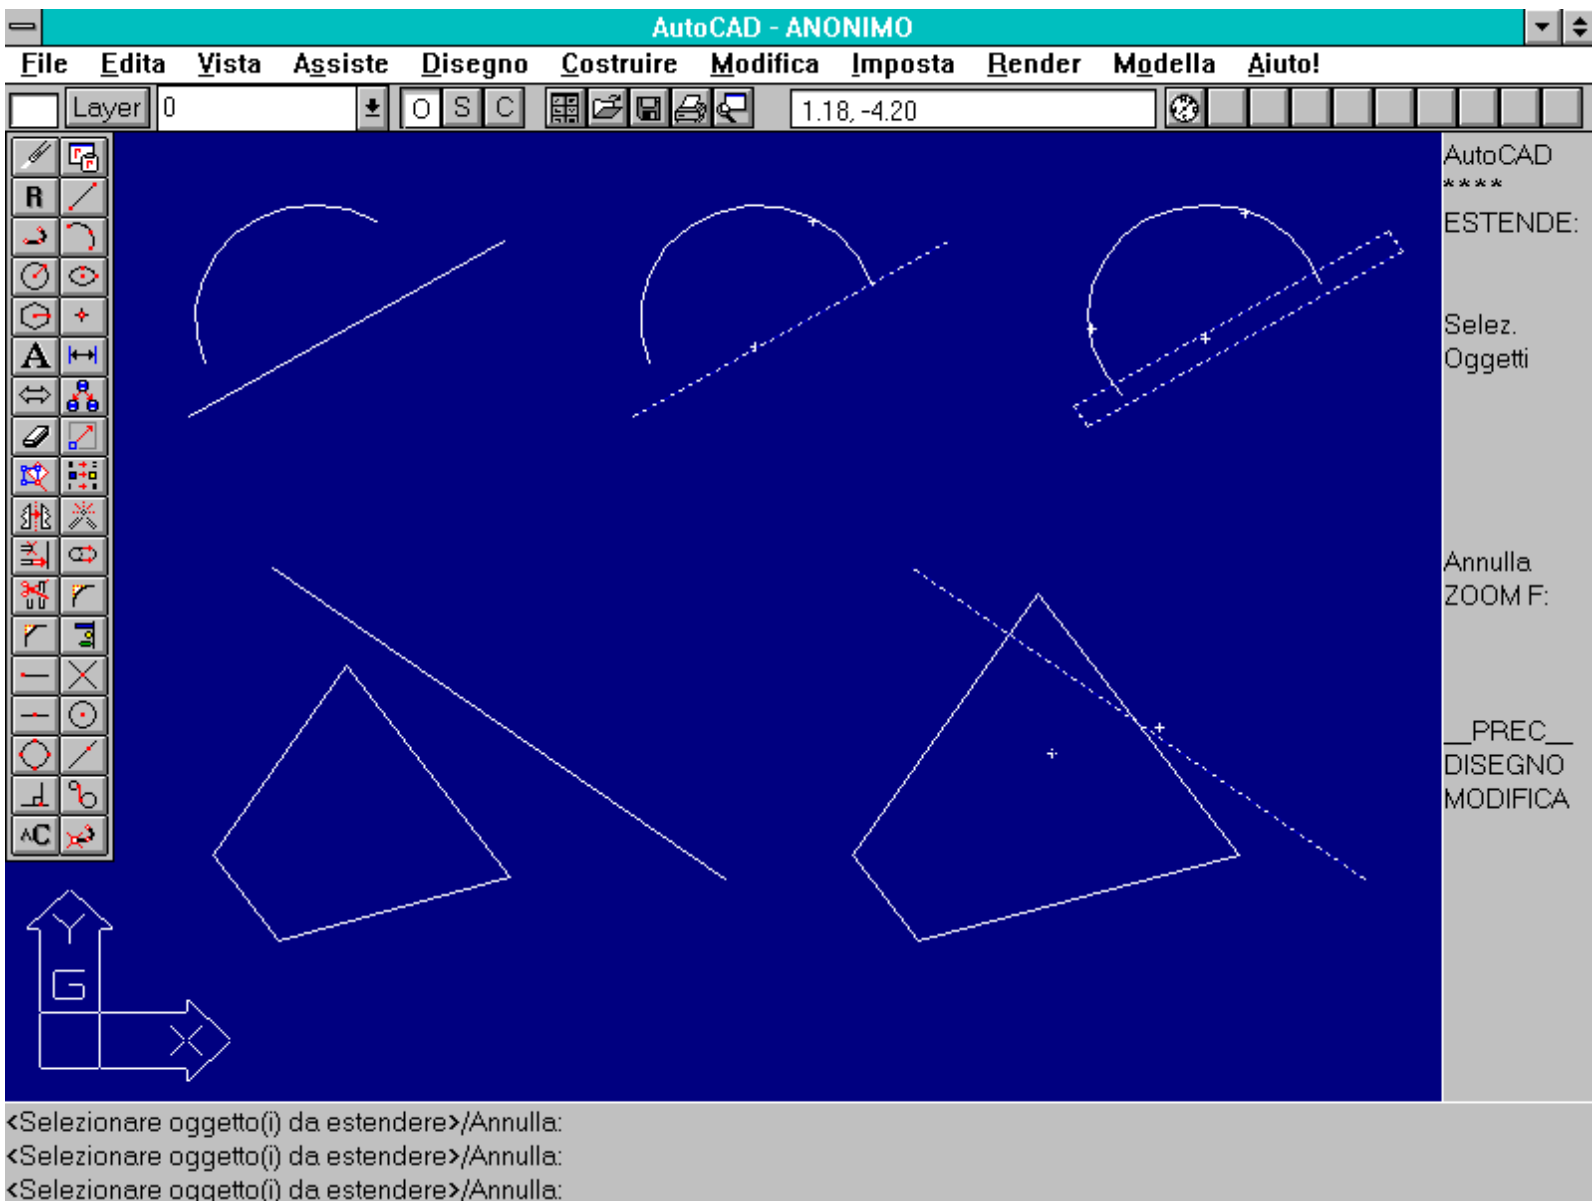 AutoCAD - ANONIMO
File Edita Vista Assiste Disegno Costruire Modifica Imposta Render Modella Aiuto!
Layer 0 O S C 1.18, -4.20
AutoCAD
* * * *
ESTENDE:
Selez.
Oggetti
Annulla
ZOOM F:
__PREC__
DISEGNO
MODIFICA
R
A
AC
Y
G
X
<Selezionare oggetto(i) da estendere>/Annulla:
<Selezionare oggetto(i) da estendere>/Annulla:
<Selezionare oggetto(i) da estendere>/Annulla: